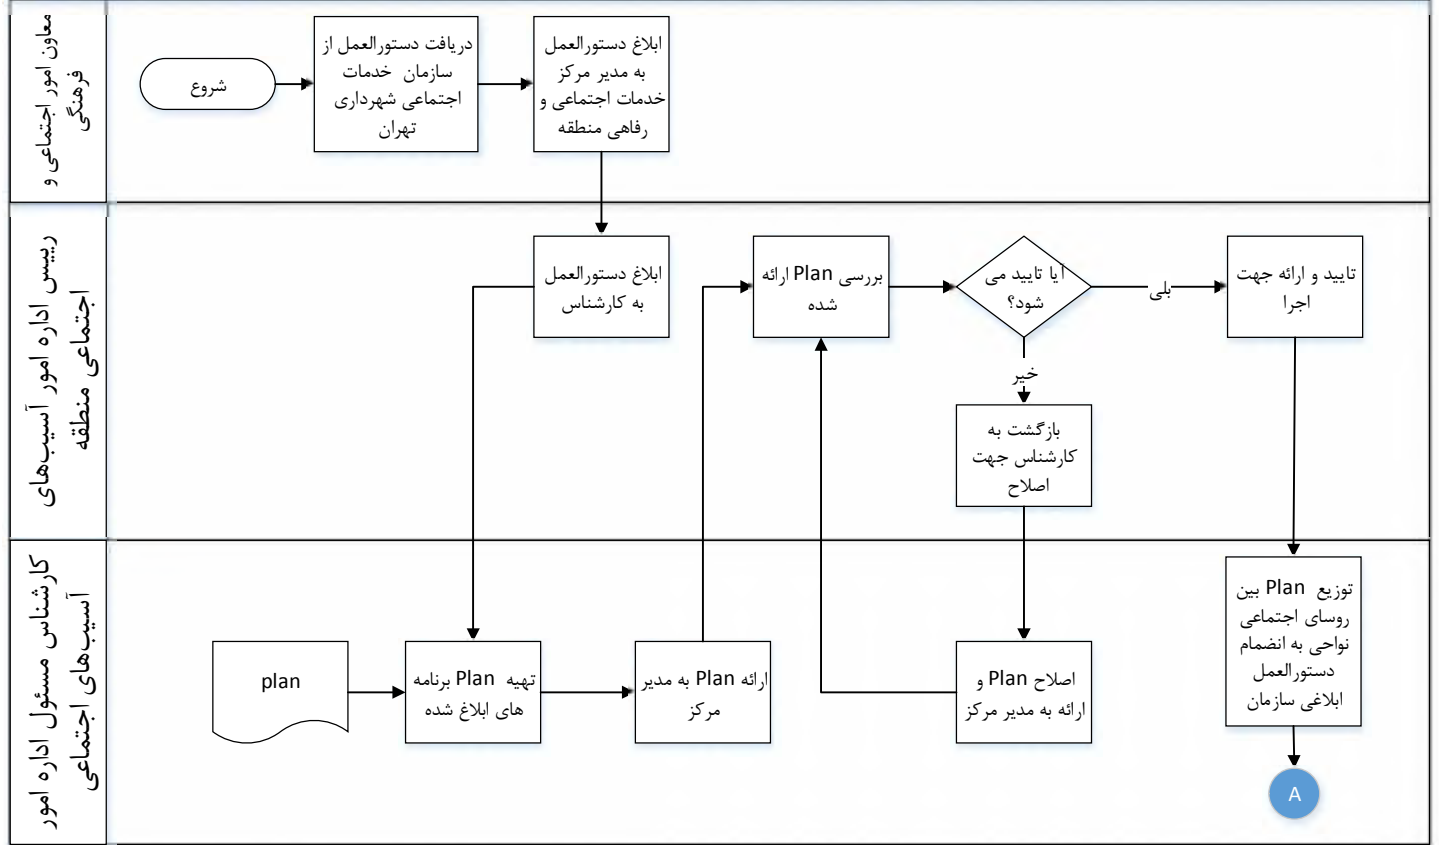 معاون امور اجتماعی و
فرهنگی
شروع
دریافت دستورالعمل از
سازمان خدمات
اجتماعی شهرداری
تهران
ابلاغ دستورالعمل
به مدیر مرکز
خدمات اجتماعی و
رفاهی منطقه
رییس اداره امور آسیب‌های
اجتماعی منطقه
ابلاغ دستورالعمل
به کارشناس
بررسی Plan ارائه
شده
آیا تایید می
شود؟
بلی
تایید و ارائه جهت
اجرا
خیر
بازگشت به
کارشناس جهت
اصلاح
کارشناس مسئول اداره امور
آسیب‌های اجتماعی
plan
تهیه Plan برنامه
های ابلاغ شده
ارائه Plan به مدیر
مرکز
اصلاح Plan و
ارائه به مدیر مرکز
توزیع Plan بین
روسای اجتماعی
نواحی به انضمام
دستورالعمل
ابلاغی سازمان
A